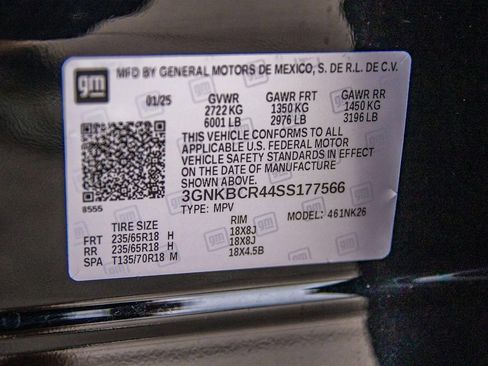 gm MFD BY GENERAL MOTORS DE MEXICO, S. DE R.L. DE C.V.
01/25 GVWR GAWR FRT GAWR RR
2722 KG 1350 KG 1450 KG
6001 LB 2976 LB 3196 LB
THIS VEHICLE CONFORMS TO ALL
APPLICABLE U.S. FEDERAL MOTOR
VEHICLE SAFETY STANDARDS IN EFFECT
ON THE DATE OF MANUFACTURE
SHOWN ABOVE.
3GNKBCR44SS177566
8555
TYPE: MPV MODEL: 461NK26
TIRE SIZE RIM
FRT 235/65R18 H 18X8J
RR 235/65R18 H 18X8J
SPA T135/70R18 M 18X4.5B